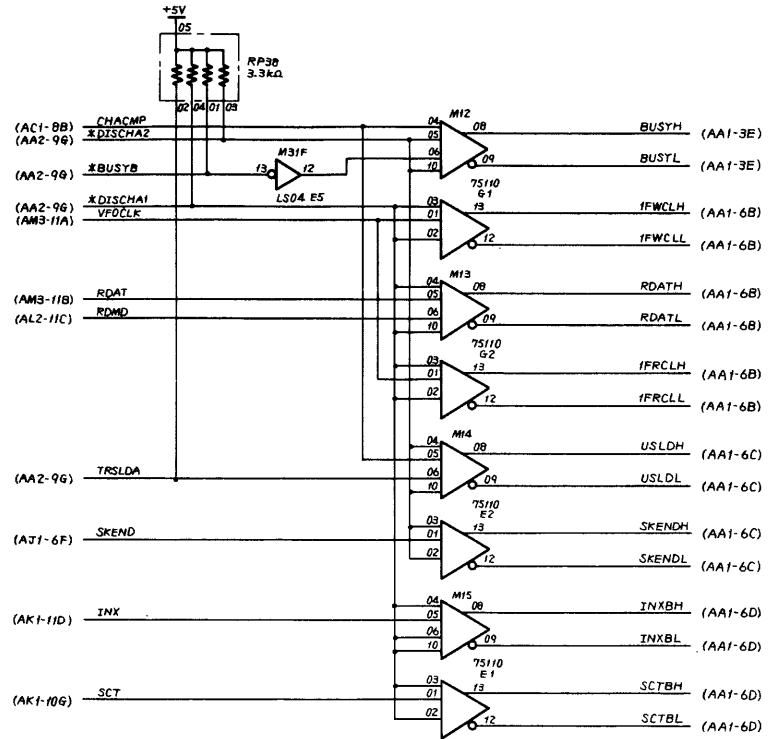 +5V
05
RP38
3.3kΩ
02 04 01 03
(AC1-8B) CHACMP
(AA2-9G) *DISCHA2
(AA2-9G) *BUSYB
13 M31F 12
LS04 E5
(AA2-9G) *DISCHA1
(AM3-11A) VFOCLK
M12
04 08 BUSYH (AA1-3E)
05
06 09 BUSYL (AA1-3E)
10
75110
G1
03 13 1FWCLH (AA1-6B)
01
02 12 1FWCLL (AA1-6B)
M13
04 08 RDATH (AA1-6B)
(AM3-11B) RDAT 05
(AL2-11C) RDMD 06 09 RDATL (AA1-6B)
10
75110
G2
03 13 1FRCLH (AA1-6B)
01
02 12 1FRCLL (AA1-6B)
M14
04 08 USLDH (AA1-6C)
05
(AA2-9G) TRSLDA 06 09 USLDL (AA1-6C)
10
75110
E2
03 13 SKENDH (AA1-6C)
(AJ1-6F) SKEND 01
02 12 SKENDL (AA1-6C)
M15
04 08 INXBH (AA1-6D)
(AK1-11D) INX 05
06 09 INXBL (AA1-6D)
10
75110
E1
03 13 SCTBH (AA1-6D)
(AK1-10G) SCT 01
02 12 SCTBL (AA1-6D)